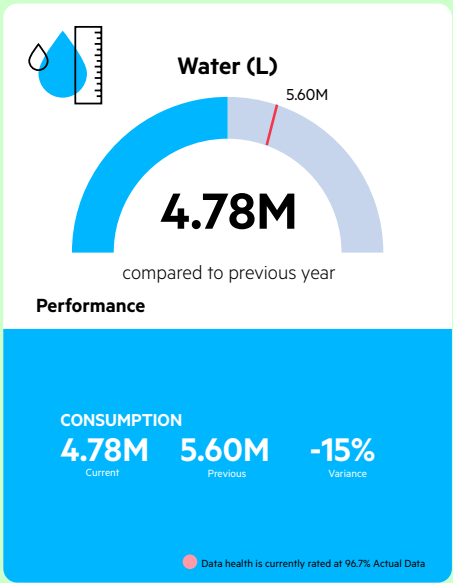 Water (L)
5.60M
4.78M
compared to previous year
Performance
CONSUMPTION
4.78M 5.60M -15%
Current Previous Variance
Data health is currently rated at 96.7% Actual Data